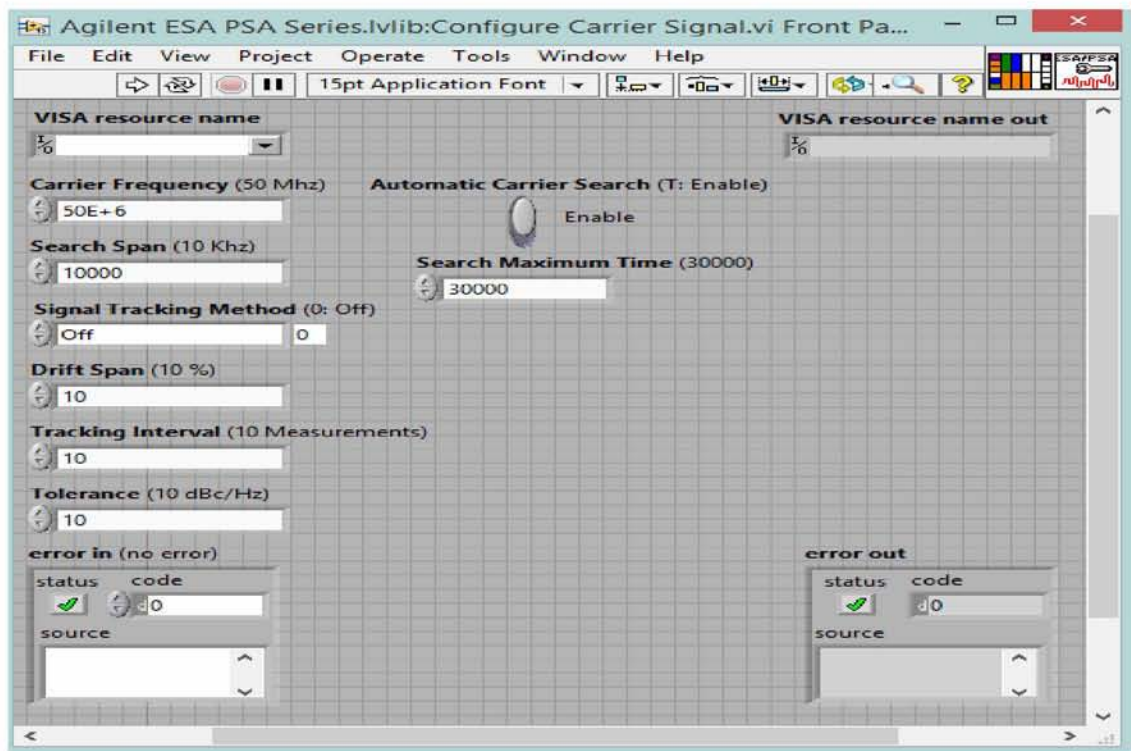 Agilent ESA PSA Series.lvlib:Configure Carrier Signal.vi Front Pa...
File Edit View Project Operate Tools Window Help
15pt Application Font
ESA/PSA
VISA resource name
VISA resource name out
Carrier Frequency (50 Mhz)
Automatic Carrier Search (T: Enable)
50E+6
Enable
Search Span (10 Khz)
Search Maximum Time (30000)
10000
30000
Signal Tracking Method (0: Off)
Off 0
Drift Span (10 %)
10
Tracking Interval (10 Measurements)
10
Tolerance (10 dBc/Hz)
10
error in (no error)
error out
status code
status code
d0
d0
source
source